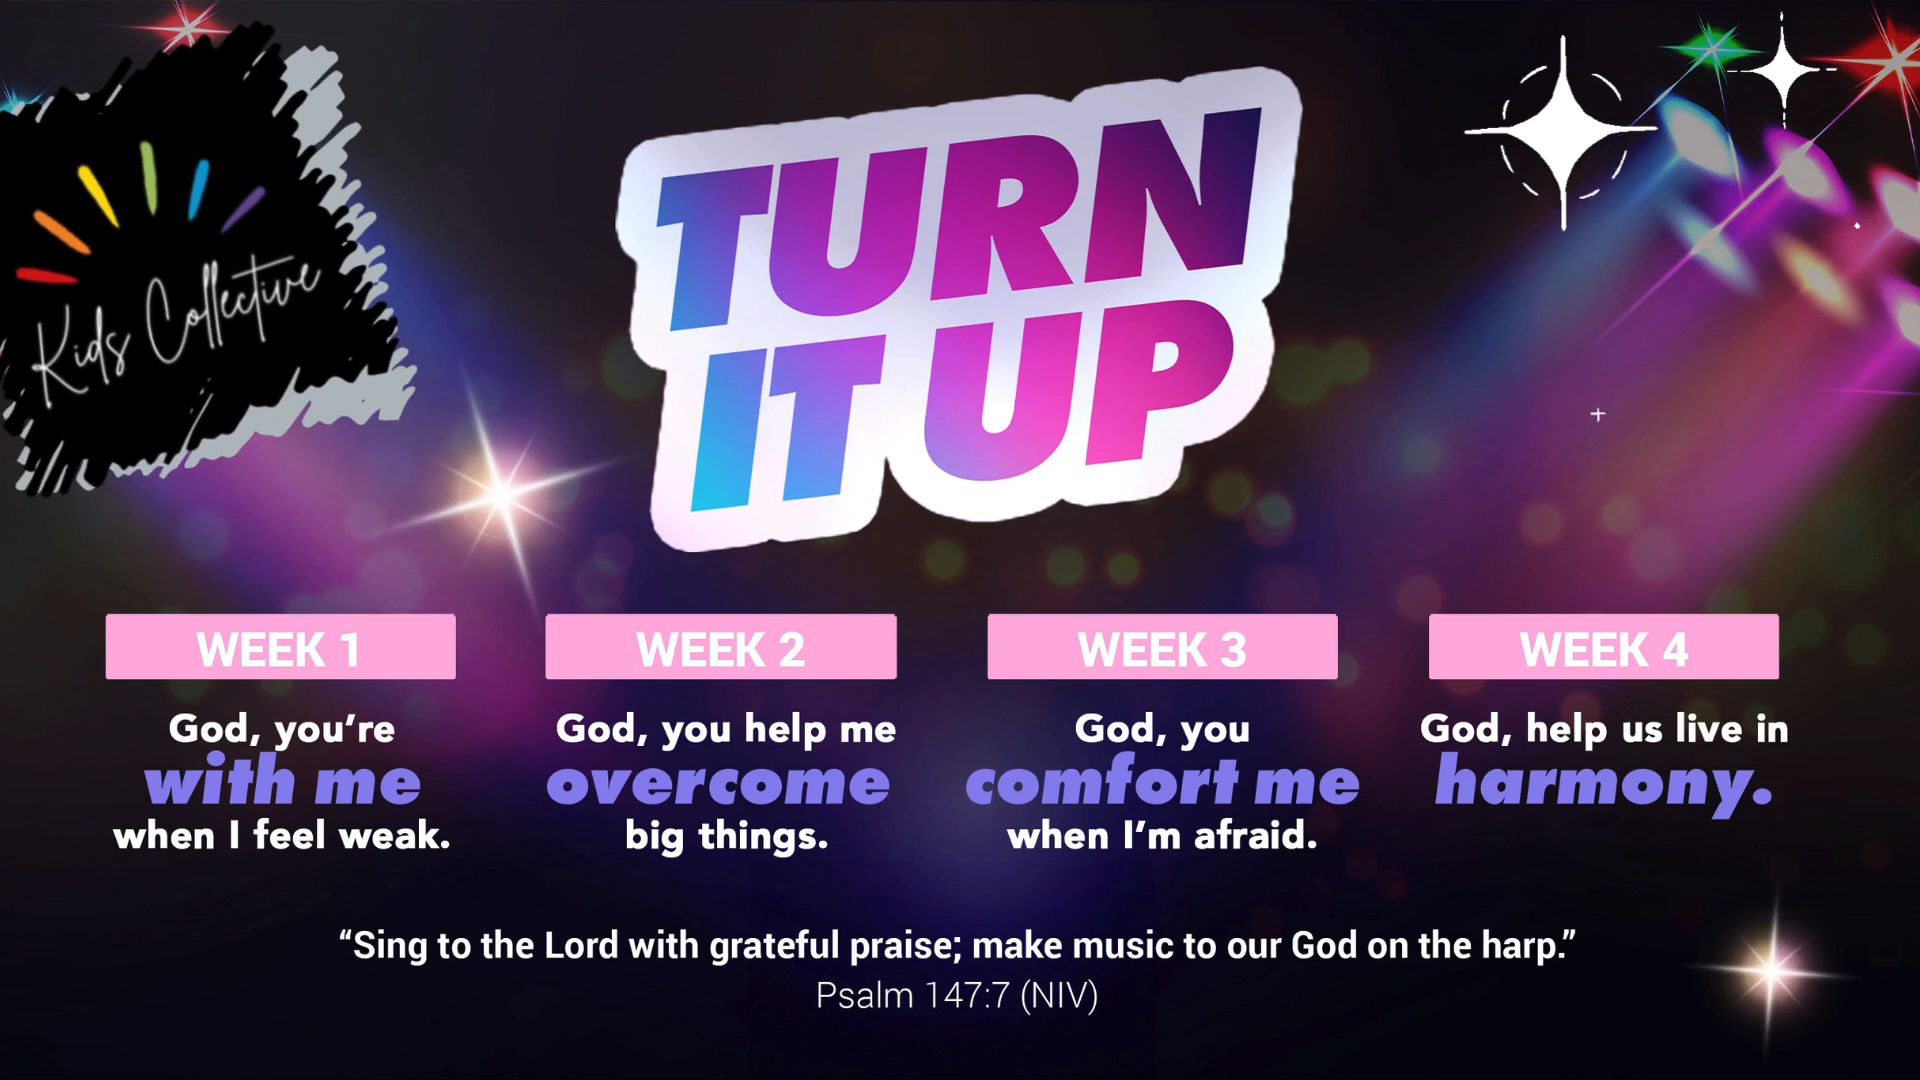 Kids Collective
TURN
IT UP
WEEK 1
God, you’re
with me
when I feel weak.
WEEK 2
God, you help me
overcome
big things.
WEEK 3
God, you
comfort me
when I’m afraid.
WEEK 4
God, help us live in
harmony.
“Sing to the Lord with grateful praise; make music to our God on the harp.”
Psalm 147:7 (NIV)